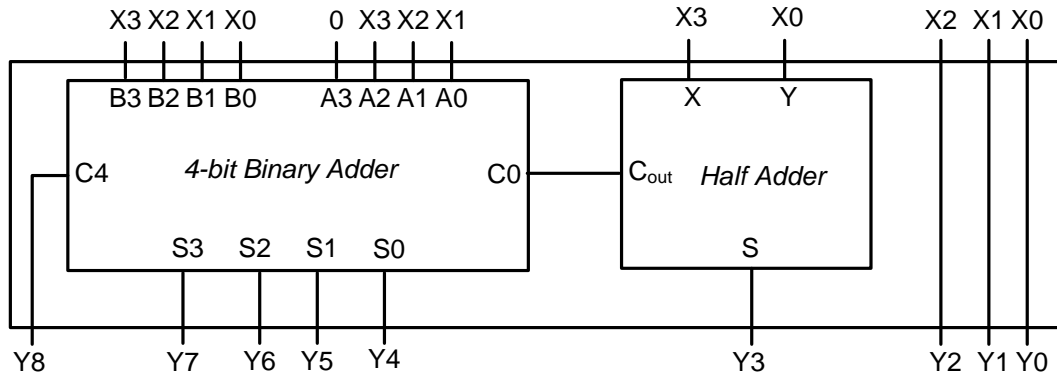 X3 X2 X1 X0 0 X3 X2 X1 X3 X0 X2 X1 X0
B3 B2 B1 B0 A3 A2 A1 A0 X Y
C4 4-bit Binary Adder C0 Cout Half Adder
S3 S2 S1 S0 S
Y8 Y7 Y6 Y5 Y4 Y3 Y2 Y1 Y0